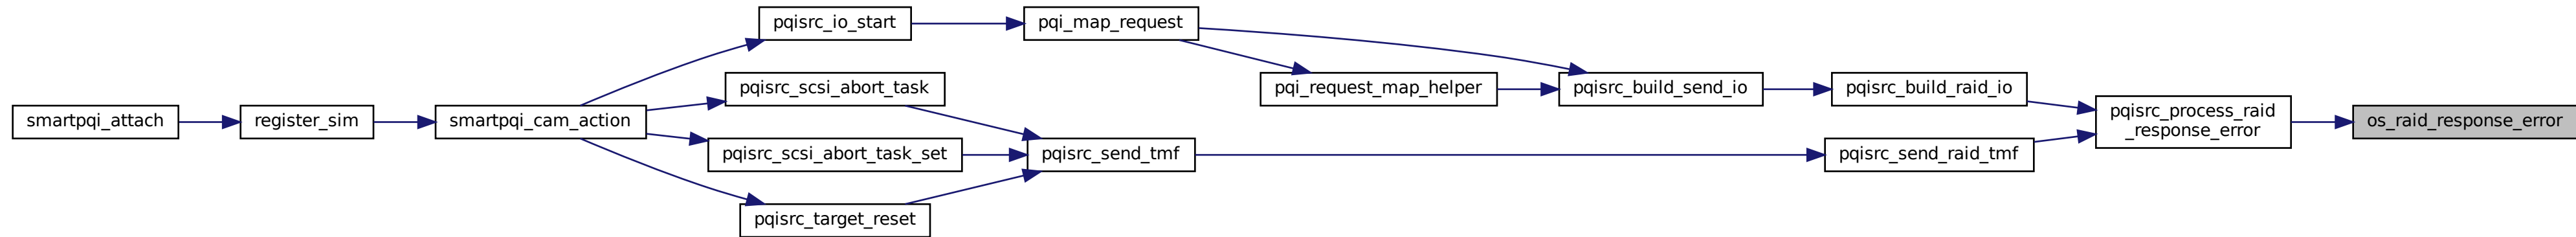 smartpqi_attach
register_sim
smartpqi_cam_action
pqisrc_io_start
pqisrc_scsi_abort_task
pqisrc_scsi_abort_task_set
pqisrc_target_reset
pqi_map_request
pqisrc_send_tmf
pqi_request_map_helper
pqisrc_build_send_io
pqisrc_build_raid_io
pqisrc_send_raid_tmf
pqisrc_process_raid
_response_error
os_raid_response_error